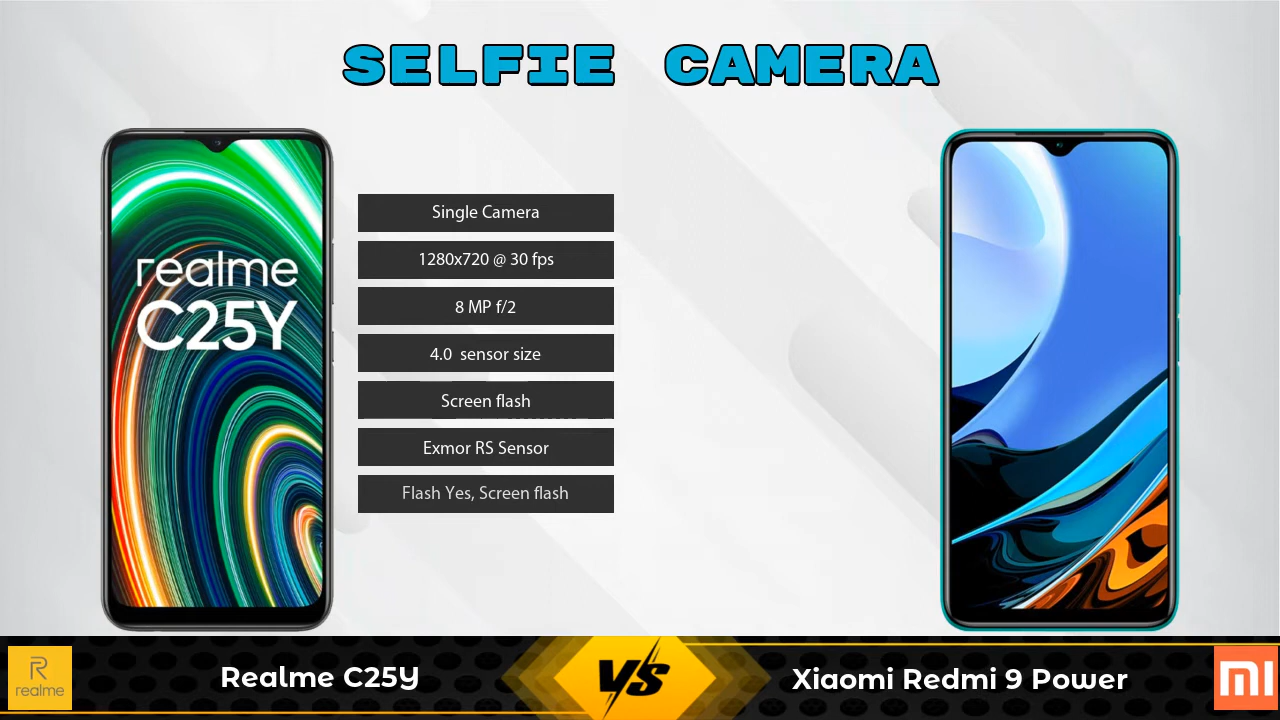 SELFIE CAMERA
realme
C25Y
Single Camera
1280x720 @ 30 fps
8 MP f/2
4.0 sensor size
Screen flash
Exmor RS Sensor
Flash Yes, Screen flash
R
realme
Realme C25Y
VS
Xiaomi Redmi 9 Power
mi